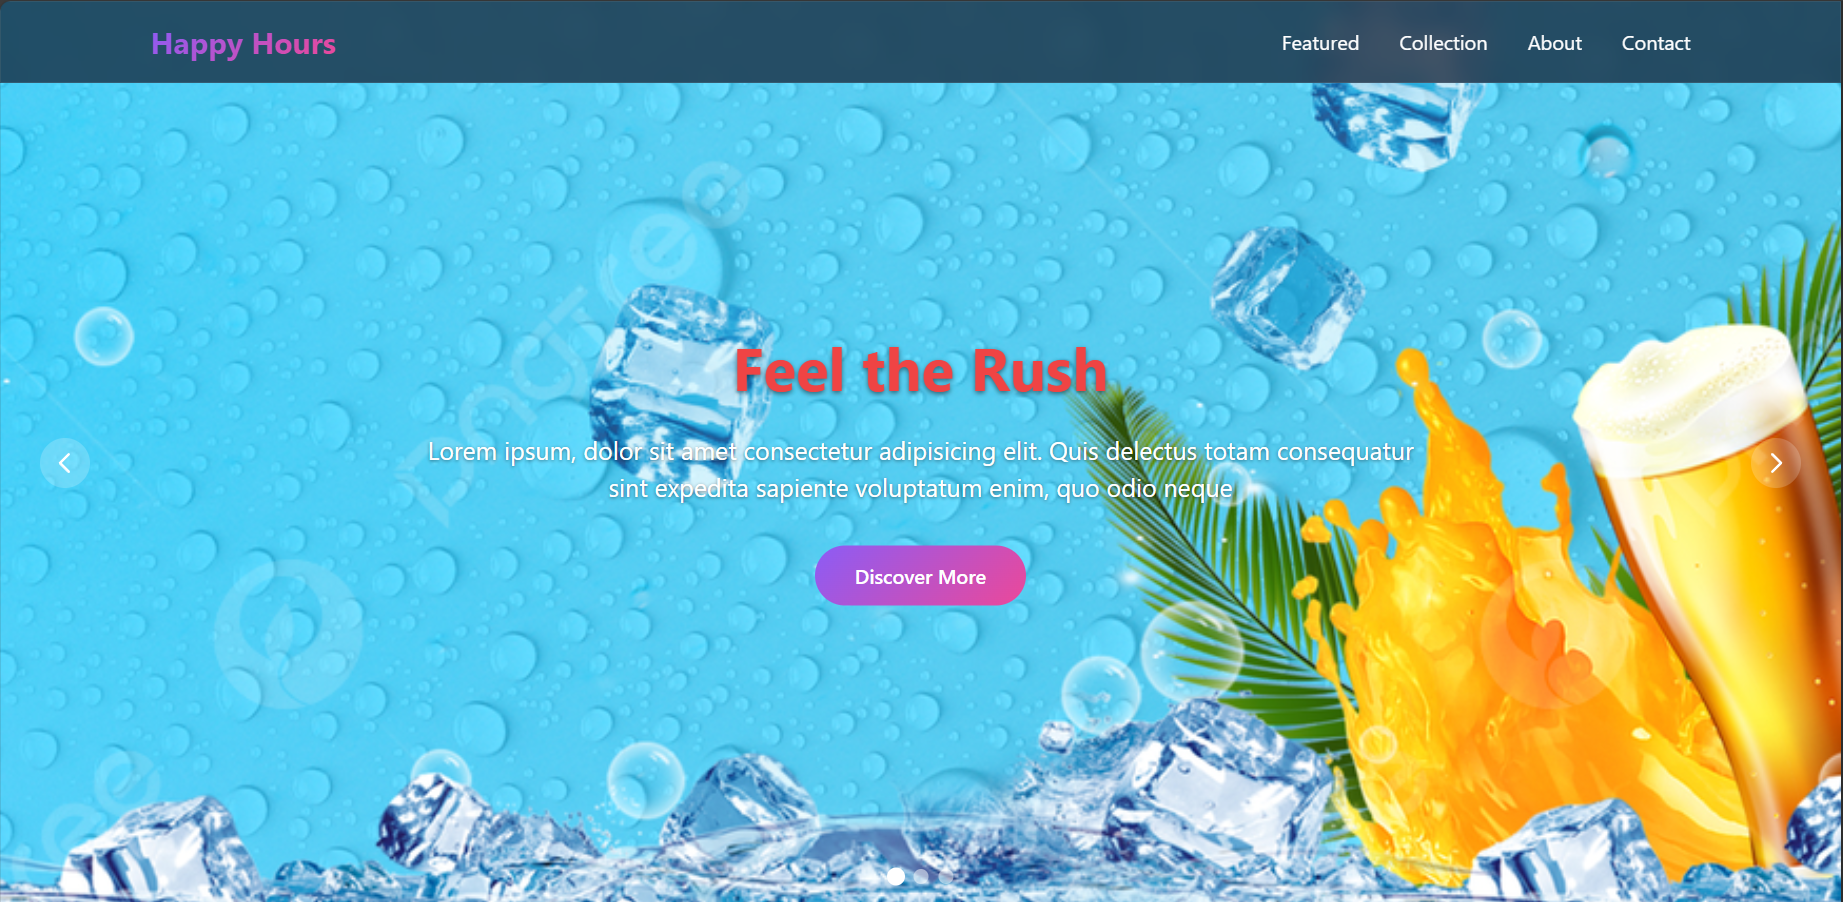 Happy Hours
Featured
Collection
About
Contact
Feel the Rush
Lorem ipsum, dolor sit amet consectetur adipisicing elit. Quis delectus totam consequatur
sint expedita sapiente voluptatum enim, quo odio neque
Discover More
pngtree